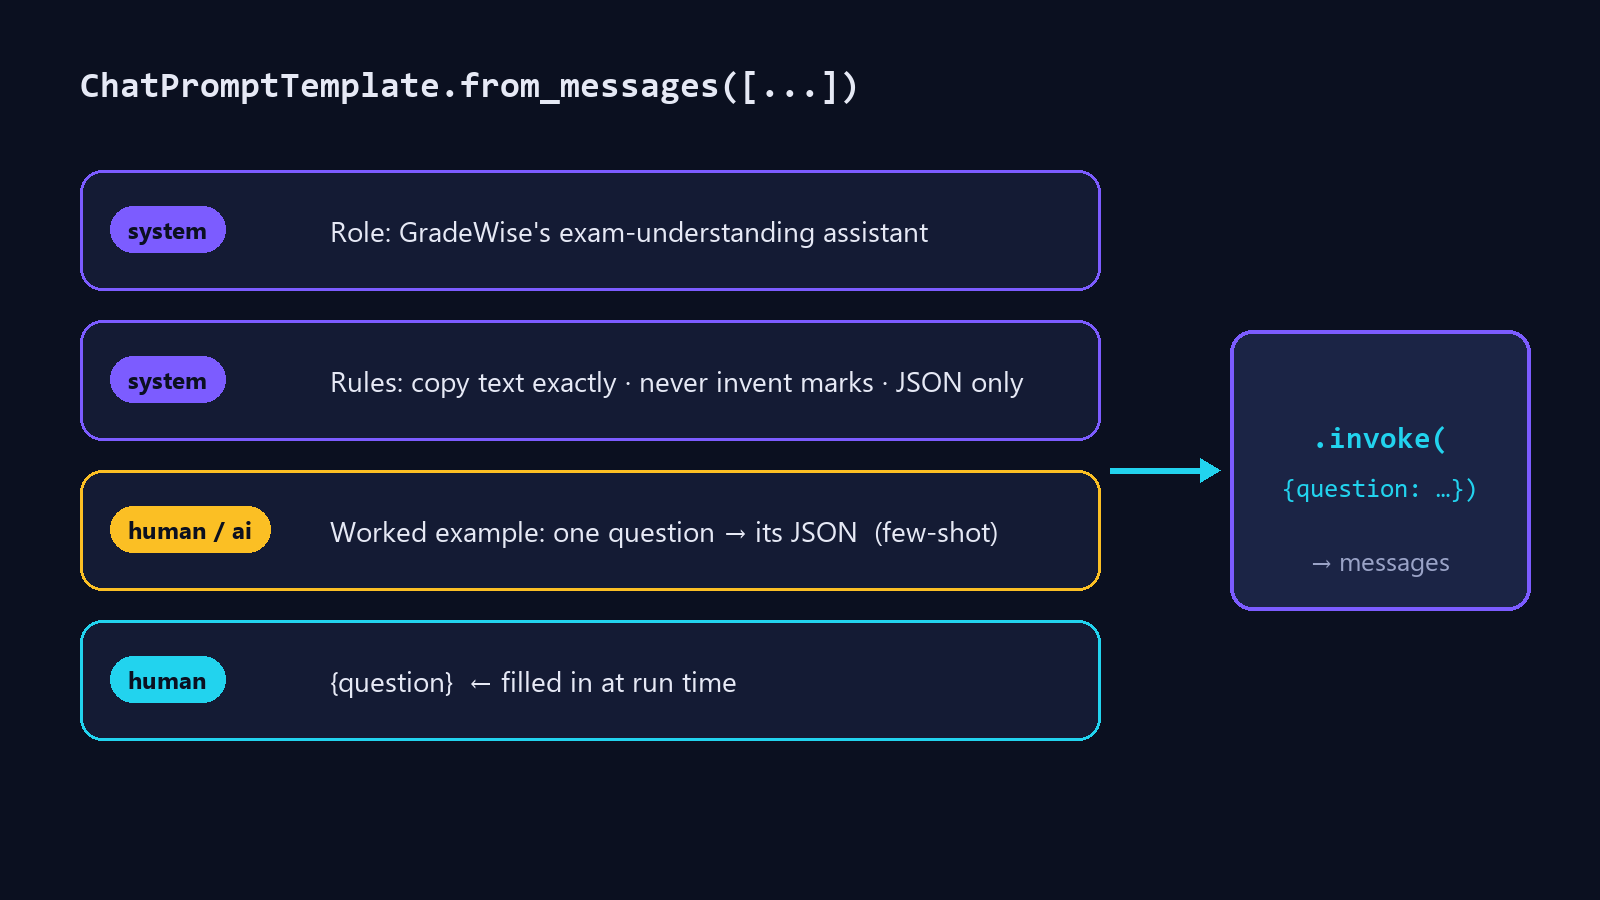 ChatPromptTemplate.from_messages([...])
system
Role: GradeWise's exam-understanding assistant
system
Rules: copy text exactly · never invent marks · JSON only
human / ai
Worked example: one question → its JSON  (few-shot)
human
{question}  ← filled in at run time
.invoke(
{question: …})
→ messages